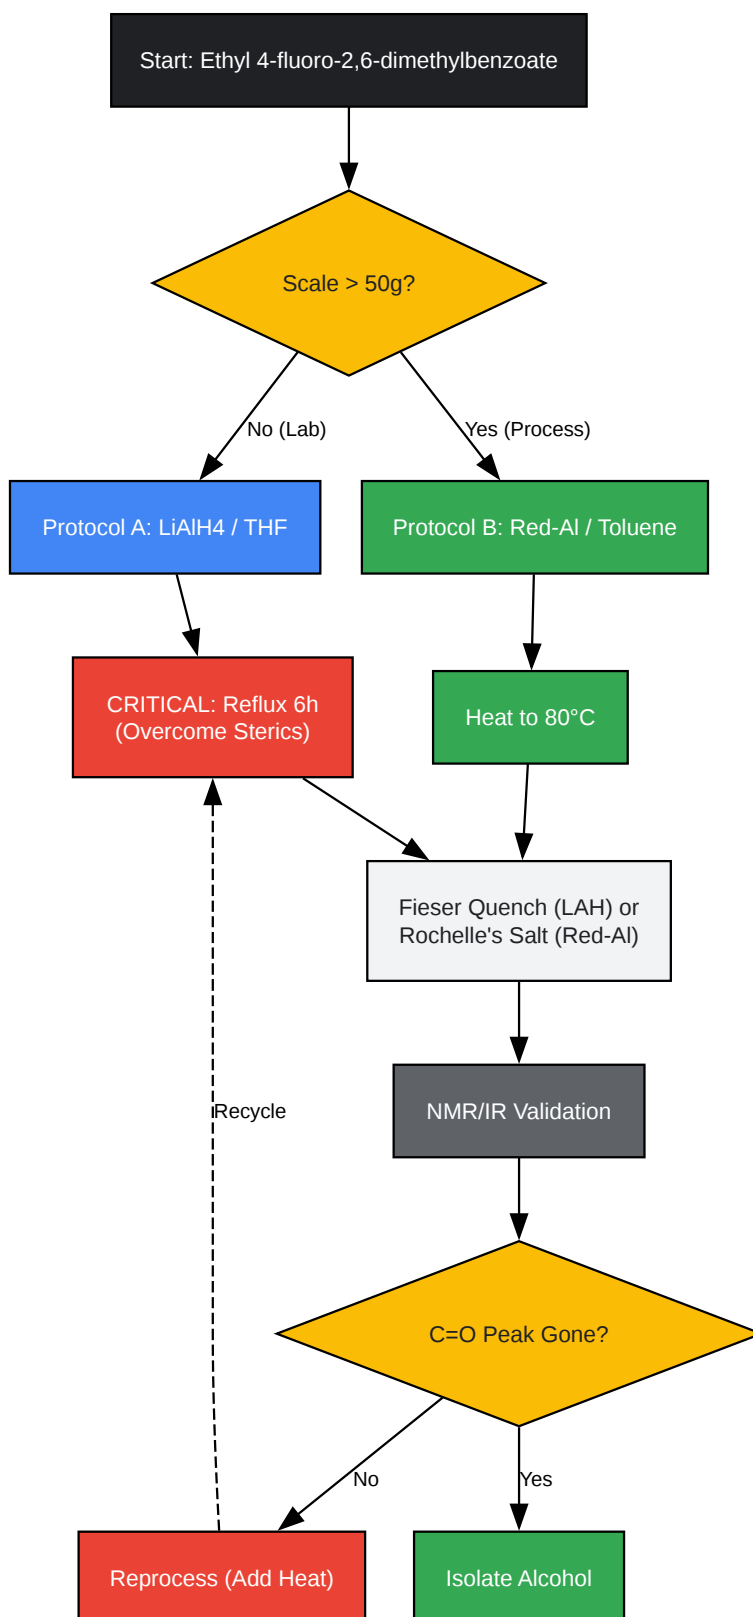 Start: Ethyl 4-fluoro-2,6-dimethylbenzoate
Scale > 50g?
No (Lab)
Yes (Process)
Protocol A: LiAlH4 / THF
Protocol B: Red-Al / Toluene
CRITICAL: Reflux 6h
(Overcome Sterics)
Heat to 80°C
Fieser Quench (LAH) or
Rochelle's Salt (Red-Al)
NMR/IR Validation
Recycle
C=O Peak Gone?
No
Yes
Reprocess (Add Heat)
Isolate Alcohol